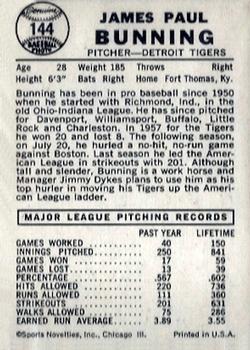 Genuine
144
BASEBALL
PHOTO
JAMES PAUL
BUNNING
PITCHER—DETROIT TIGERS
Age 28 Weight 185 Throws Right
Height 6'3" Bats Right Home Fort Thomas, Ky.
Bunning has been in pro baseball since 1950
when he started with Richmond, Ind., in the
old Ohio-Indiana League. He has since pitched
for Davenport, Williamsport, Buffalo, Little
Rock and Charleston. In 1957 for the Tigers
he won 20 and lost 8. The following season,
on July 20, he hurled a no-hit, no-run game
against Boston. Last season he led the Amer-
ican League in strikeouts with 201. Although
tall and slender, Bunning is a work horse and
Manager Jimmy Dykes plans to use him as his
top hurler in moving his Tigers up the Ameri-
can League ladder.
MAJOR LEAGUE PITCHING RECORDS
PAST YEAR LIFETIME
GAMES WORKED 40 150
INNINGS PITCHED 250 841
GAMES WON 17 59
GAMES LOST 13 39
PERCENTAGE .567 .602
HITS ALLOWED 220 736
RUNS ALLOWED 111 360
STRIKEOUTS 201 631
WALKS ALLOWED 75 286
EARNED RUN AVERAGE 3.89 3.55
©Sports Novelties, Inc., Chicago Ill. Printed in U.S.A.